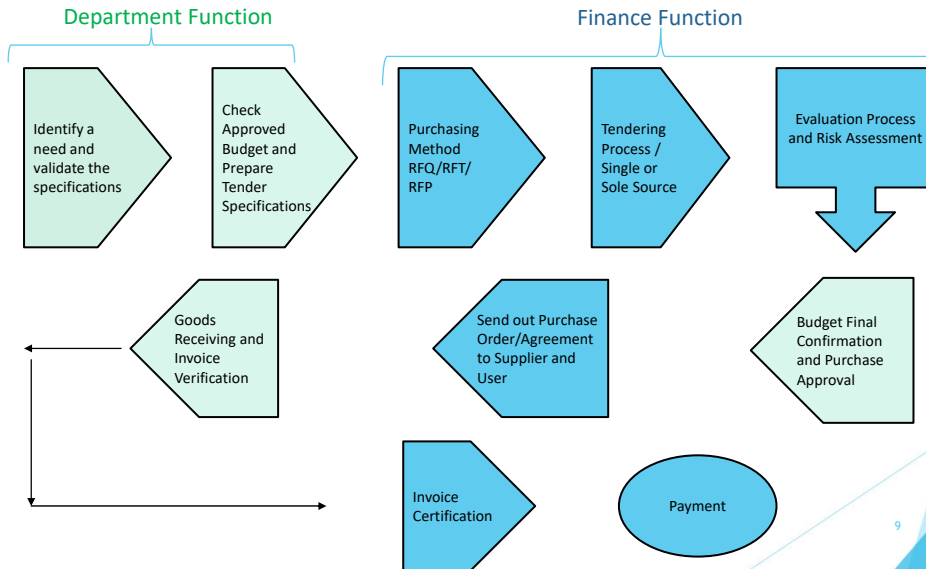 Department Function
Finance Function
Identify a
need and
validate the
specifications
Check
Approved
Budget and
Prepare
Tender
Specifications
Purchasing
Method
RFQ/RFT/
RFP
Tendering
Process /
Single or
Sole Source
Evaluation Process
and Risk Assessment
Goods
Receiving and
Invoice
Verification
Send out Purchase
Order/Agreement
to Supplier and
User
Budget Final
Confirmation
and Purchase
Approval
Invoice
Certification
Payment
9